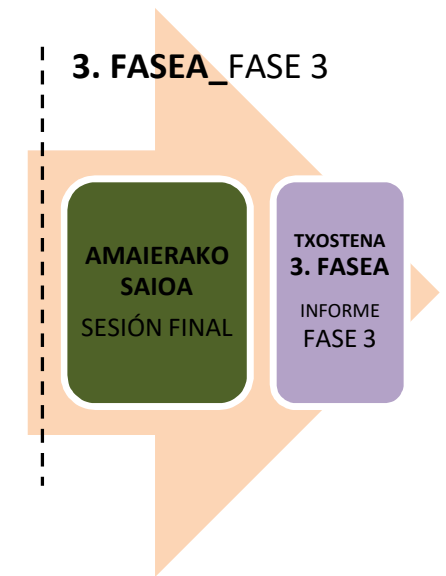 3. FASEA_FASE 3
AMAIERAKO
SAIOA
SESIÓN FINAL
TXOSTENA
3. FASEA
INFORME
FASE 3